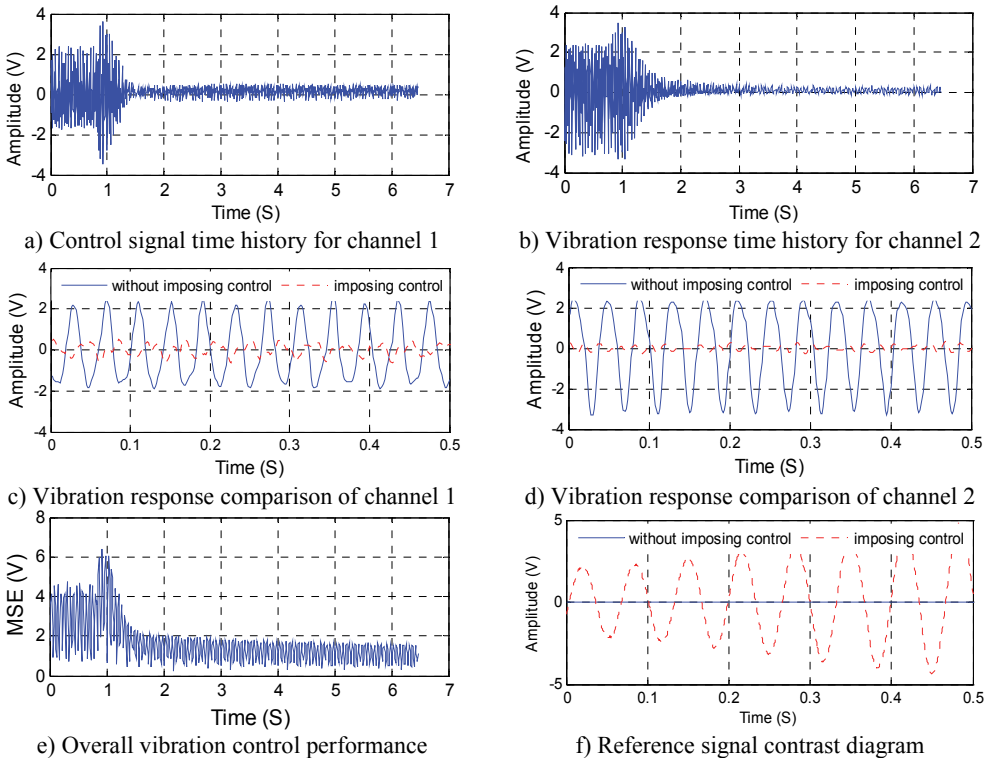 4
2
0
-2
-4
Amplitude (V)
0 1 2 3 4 5 6 7
Time (S)
a) Control signal time history for channel 1
4
2
0
-2
-4
Amplitude (V)
0 1 2 3 4 5 6 7
Time (S)
b) Vibration response time history for channel 2
4
2
0
-2
-4
Amplitude (V)
without imposing control imposing control
0 0.1 0.2 0.3 0.4 0.5
Time (S)
c) Vibration response comparison of channel 1
4
2
0
-2
-4
Amplitude (V)
without imposing control imposing control
0 0.1 0.2 0.3 0.4 0.5
Time (S)
d) Vibration response comparison of channel 2
8
6
4
2
0
MSE (V)
0 1 2 3 4 5 6 7
Time (S)
e) Overall vibration control performance
5
0
-5
Amplitude (V)
without imposing control imposing control
0 0.1 0.2 0.3 0.4 0.5
Time (S)
f) Reference signal contrast diagram